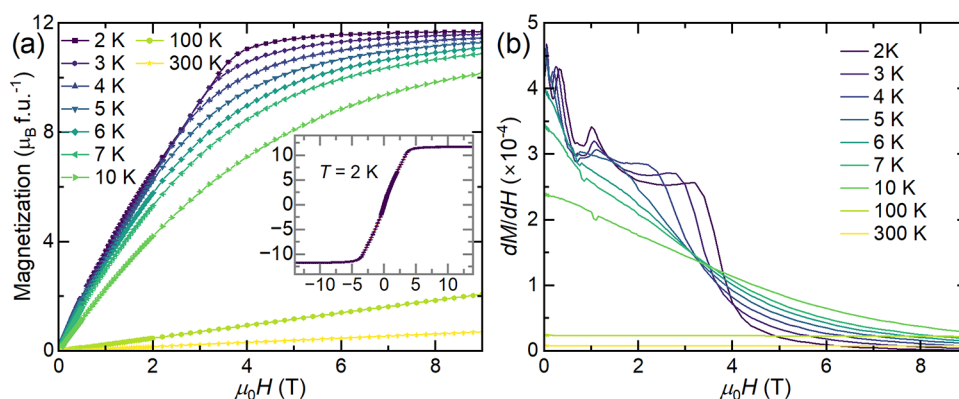 (a)
2 K
3 K
4 K
5 K
6 K
7 K
10 K
100 K
300 K
Magnetization (μB f.u.⁻¹)
12
8
4
0
0 2 4 6 8
μ0H (T)
T = 2 K
10
5
0
−5
−10
−10 −5 0 5 10
(b)
2K
3 K
4 K
5 K
6 K
7 K
10 K
100 K
300 K
dM/dH (×10⁻⁴)
5
4
3
2
1
0
0 2 4 6 8
μ0H (T)